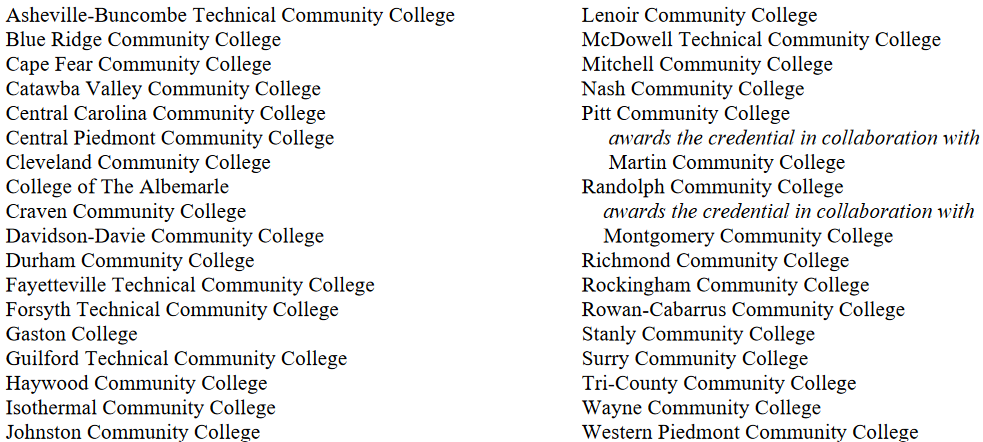 Asheville-Buncombe Technical Community College
Blue Ridge Community College
Cape Fear Community College
Catawba Valley Community College
Central Carolina Community College
Central Piedmont Community College
Cleveland Community College
College of The Albemarle
Craven Community College
Davidson-Davie Community College
Durham Community College
Fayetteville Technical Community College
Forsyth Technical Community College
Gaston College
Guilford Technical Community College
Haywood Community College
Isothermal Community College
Johnston Community College
Lenoir Community College
McDowell Technical Community College
Mitchell Community College
Nash Community College
Pitt Community College
awards the credential in collaboration with
Martin Community College
Randolph Community College
awards the credential in collaboration with
Montgomery Community College
Richmond Community College
Rockingham Community College
Rowan-Cabarrus Community College
Stanly Community College
Surry Community College
Tri-County Community College
Wayne Community College
Western Piedmont Community College